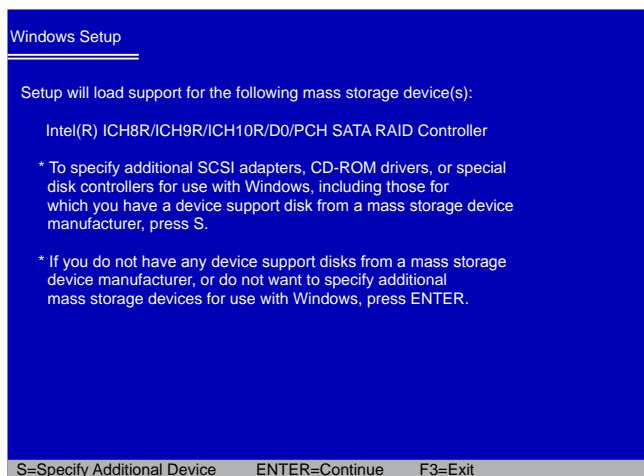 Windows Setup
Setup will load support for the following mass storage device(s):
Intel(R) ICH8R/ICH9R/ICH10R/D0/PCH SATA RAID Controller
* To specify additional SCSI adapters, CD-ROM drivers, or special
disk controllers for use with Windows, including those for
which you have a device support disk from a mass storage device
manufacturer, press S.
* If you do not have any device support disks from a mass storage
device manufacturer, or do not want to specify additional
mass storage devices for use with Windows, press ENTER.
S=Specify Additional Device ENTER=Continue F3=Exit